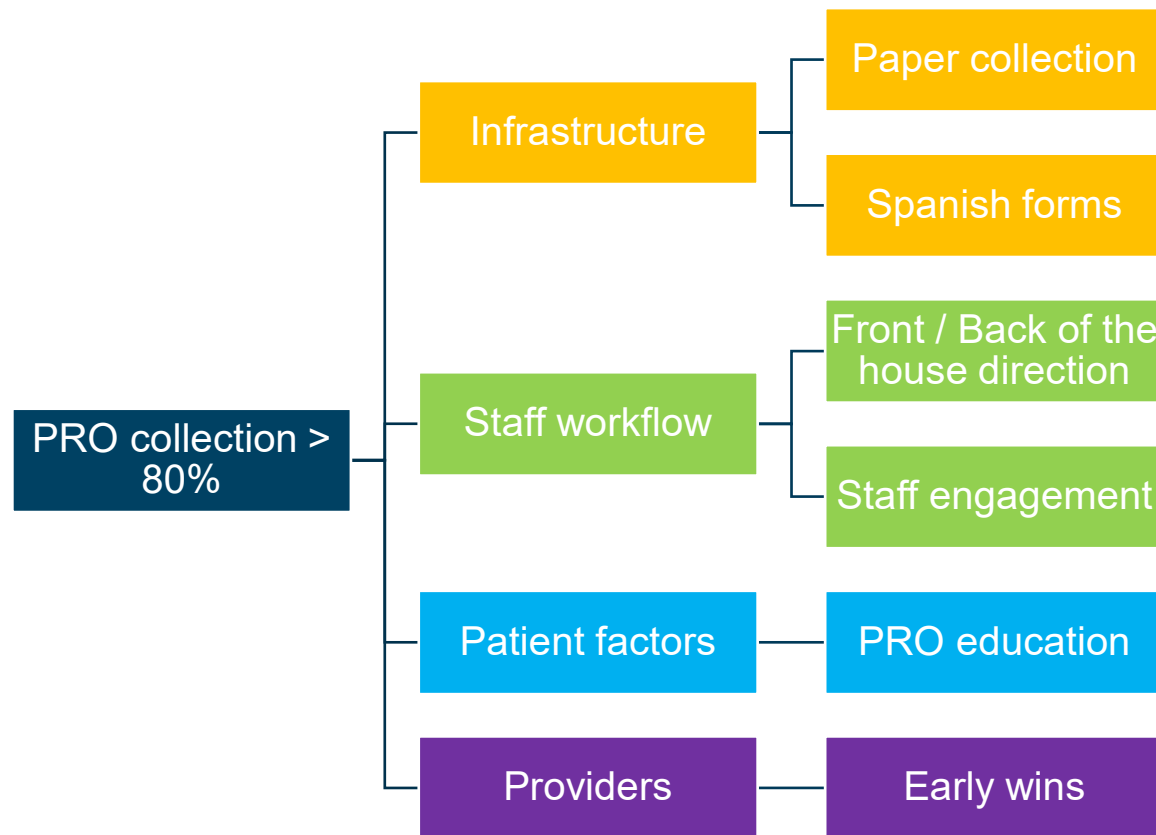 PRO collection >
80%
Infrastructure
Paper collection
Spanish forms
Staff workflow
Front / Back of the
house direction
Staff engagement
Patient factors
PRO education
Providers
Early wins